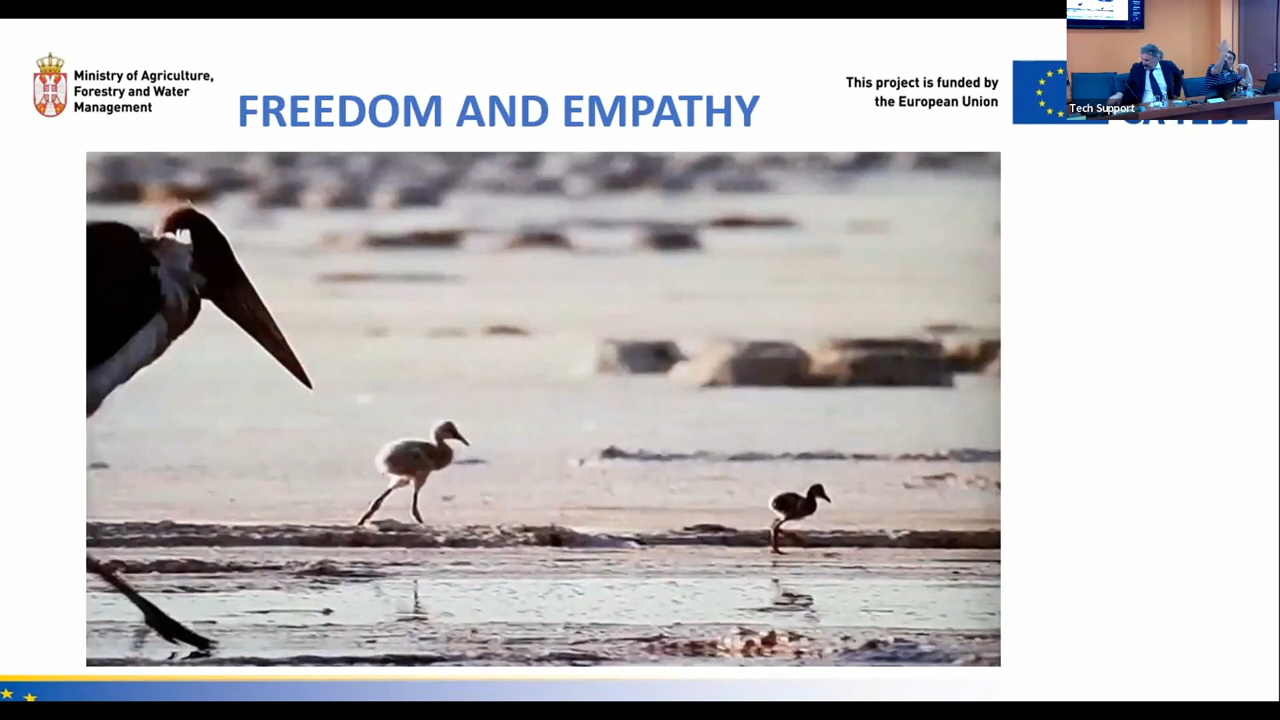 Ministry of Agriculture,
Forestry and Water
Management
FREEDOM AND EMPATHY
This project is funded by
the European Union
Tech Support